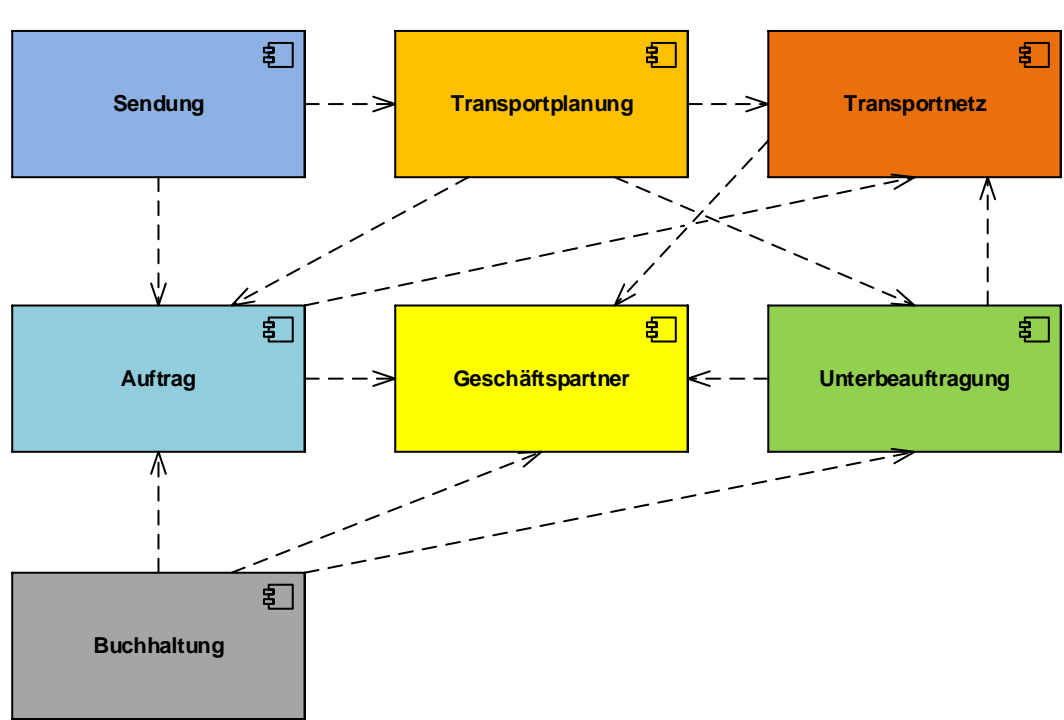 Sendung
Transportplanung
Transportnetz
Auftrag
Geschäftspartner
Unterbeauftragung
Buchhaltung